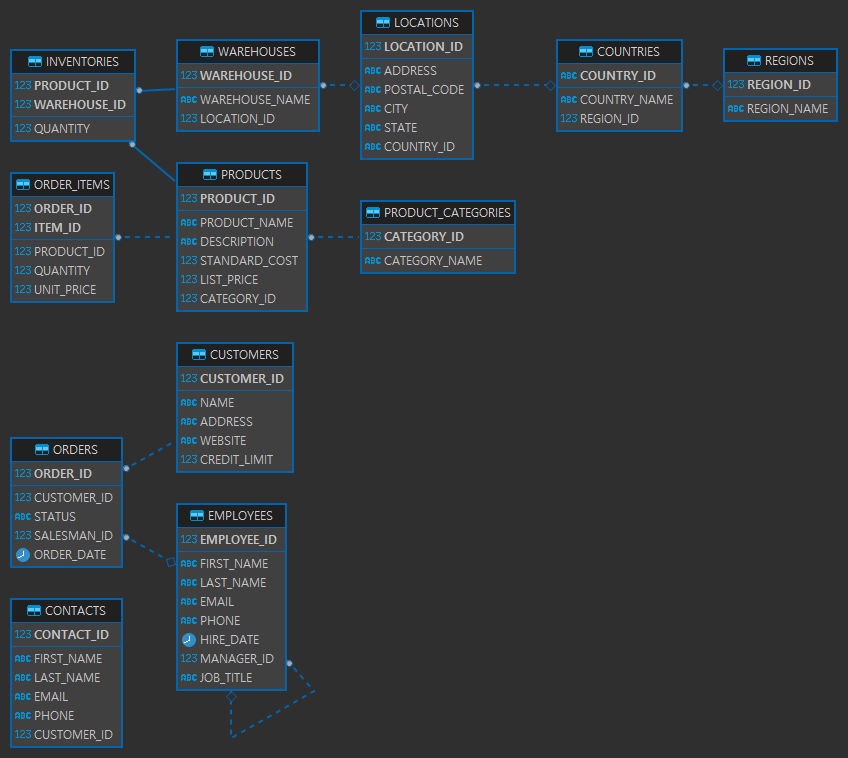 INVENTORIES
123 PRODUCT_ID
123 WAREHOUSE_ID
123 QUANTITY
WAREHOUSES
123 WAREHOUSE_ID
ABC WAREHOUSE_NAME
123 LOCATION_ID
LOCATIONS
123 LOCATION_ID
ABC ADDRESS
ABC POSTAL_CODE
ABC CITY
ABC STATE
ABC COUNTRY_ID
COUNTRIES
ABC COUNTRY_ID
ABC COUNTRY_NAME
123 REGION_ID
REGIONS
123 REGION_ID
ABC REGION_NAME
ORDER_ITEMS
123 ORDER_ID
123 ITEM_ID
123 PRODUCT_ID
123 QUANTITY
123 UNIT_PRICE
PRODUCTS
123 PRODUCT_ID
ABC PRODUCT_NAME
ABC DESCRIPTION
123 STANDARD_COST
123 LIST_PRICE
123 CATEGORY_ID
PRODUCT_CATEGORIES
123 CATEGORY_ID
ABC CATEGORY_NAME
CUSTOMERS
123 CUSTOMER_ID
ABC NAME
ABC ADDRESS
ABC WEBSITE
123 CREDIT_LIMIT
ORDERS
123 ORDER_ID
123 CUSTOMER_ID
ABC STATUS
123 SALESMAN_ID
ORDER_DATE
EMPLOYEES
123 EMPLOYEE_ID
ABC FIRST_NAME
ABC LAST_NAME
ABC EMAIL
ABC PHONE
HIRE_DATE
123 MANAGER_ID
ABC JOB_TITLE
CONTACTS
123 CONTACT_ID
ABC FIRST_NAME
ABC LAST_NAME
ABC EMAIL
ABC PHONE
123 CUSTOMER_ID